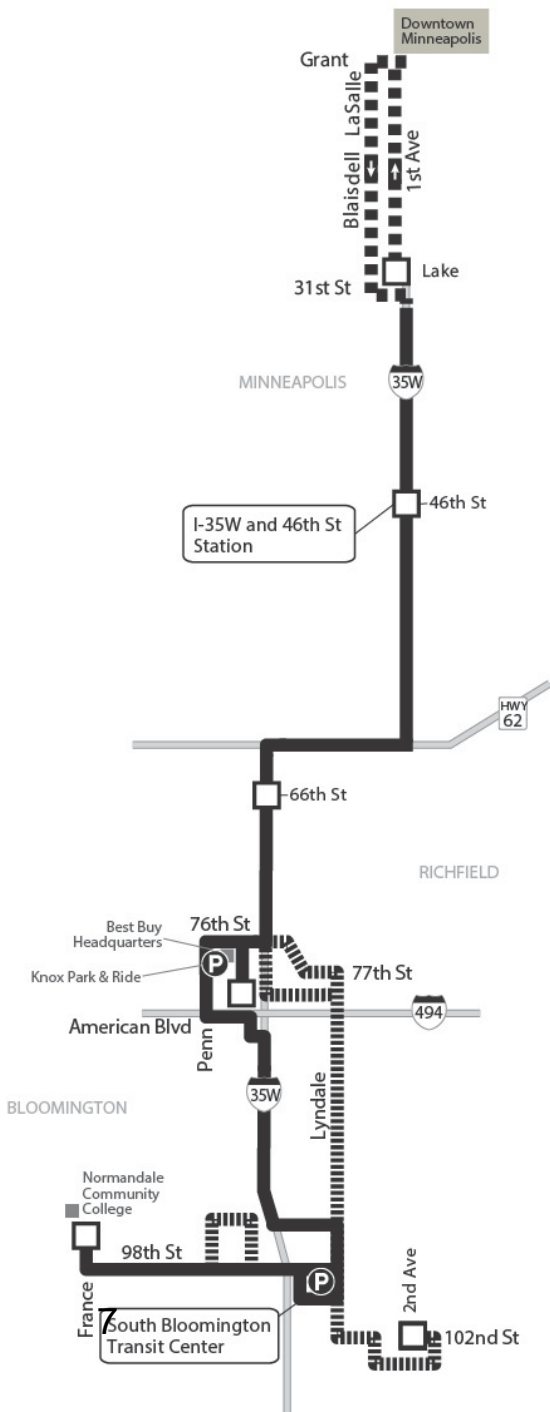 Downtown
Minneapolis
Grant
LaSalle
Blaisdell
1st Ave
Lake
31st St
MINNEAPOLIS
35W
46th St
I-35W and 46th St
Station
HWY
62
66th St
RICHFIELD
76th St
Best Buy
Headquarters
P
Knox Park & Ride
77th St
494
American Blvd
Penn
35W
Lyndale
BLOOMINGTON
Normandale
Community
College
98th St
France
P
2nd Ave
7
South Bloomington
Transit Center
102nd St